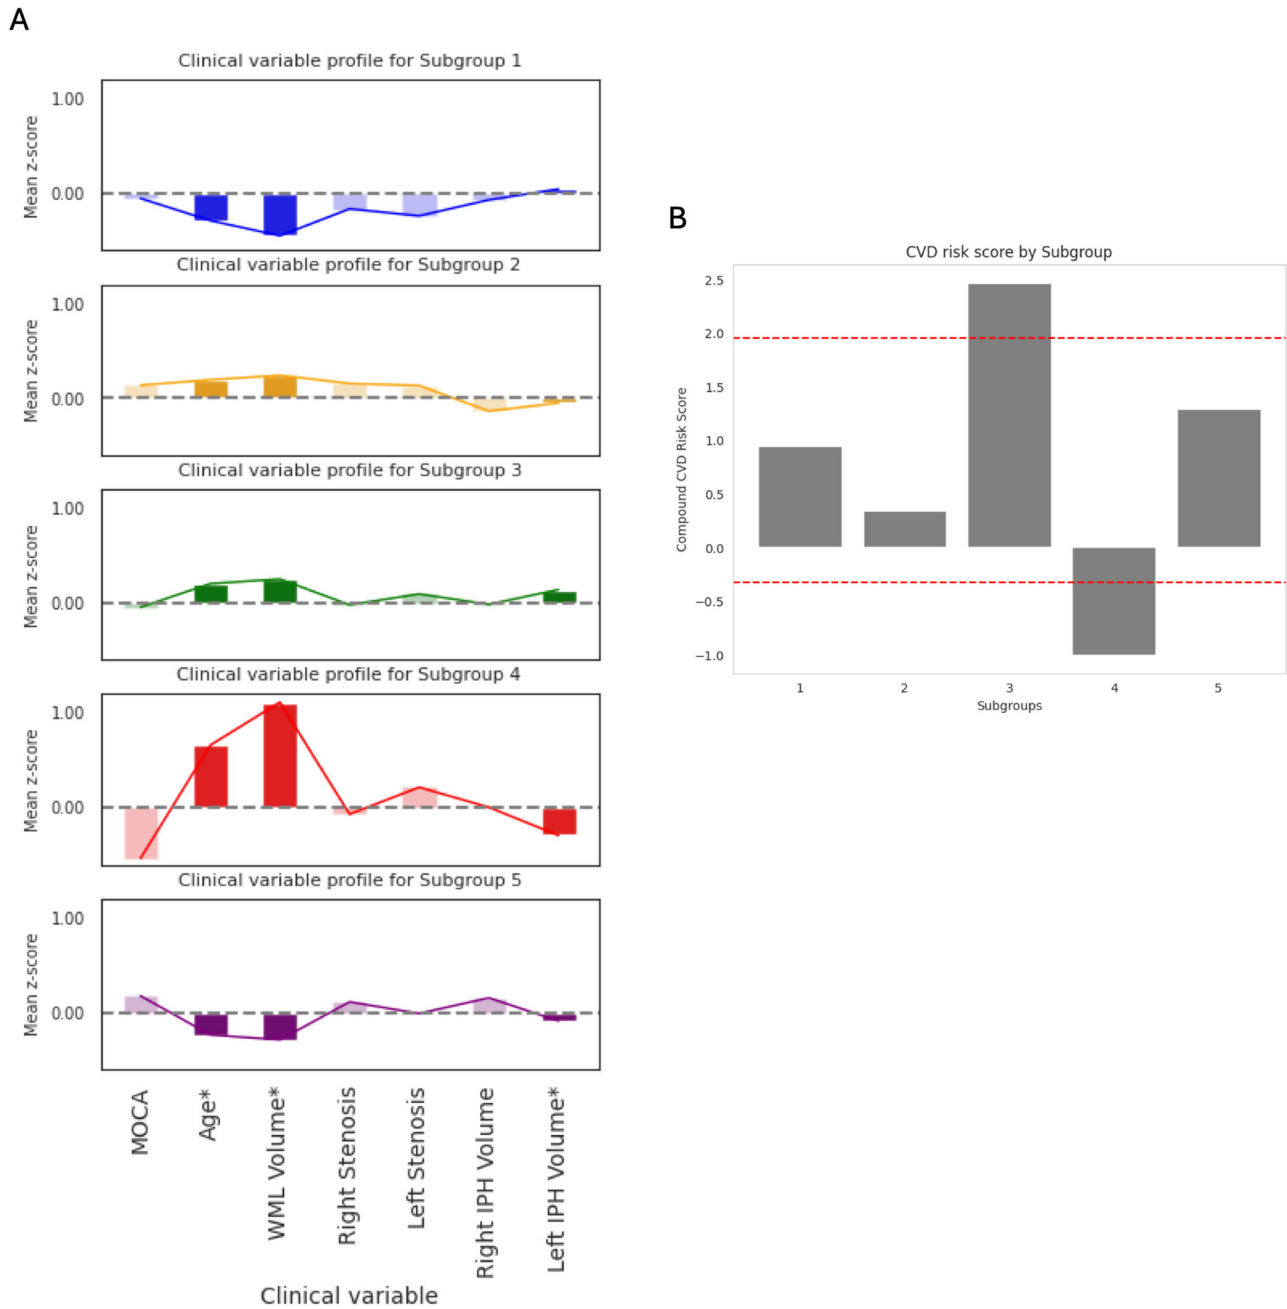 A
Clinical variable profile for Subgroup 1
1.00
0.00
Mean z-score
Clinical variable profile for Subgroup 2
1.00
0.00
Mean z-score
Clinical variable profile for Subgroup 3
1.00
0.00
Mean z-score
Clinical variable profile for Subgroup 4
1.00
0.00
Mean z-score
Clinical variable profile for Subgroup 5
1.00
0.00
Mean z-score
MOCA
Age*
WML Volume*
Right Stenosis
Left Stenosis
Right IPH Volume
Left IPH Volume*
Clinical variable
B
CVD risk score by Subgroup
2.5
2.0
1.5
1.0
0.5
0.0
−0.5
−1.0
Compound CVD Risk Score
1 2 3 4 5
Subgroups